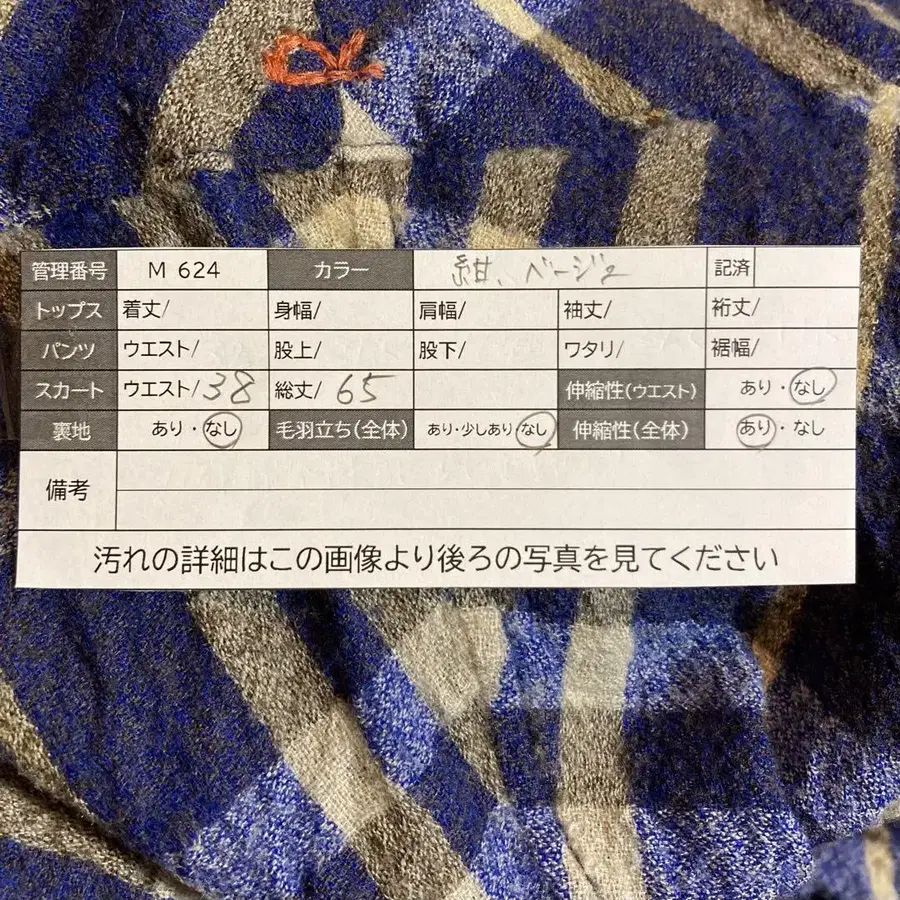 管理番号 M 624 カラー 紺、ベージュ 記済
トップス 着丈/ 身幅/ 肩幅/ 袖丈/ 裄丈/
パンツ ウエスト/ 股上/ 股下/ ワタリ/ 裾幅/
スカート ウエスト/38 総丈/65 伸縮性(ウエスト) あり・なし
裏地 あり・なし 毛羽立ち(全体) あり・少しあり・なし 伸縮性(全体) あり・なし
備考
汚れの詳細はこの画像より後ろの写真を見てください